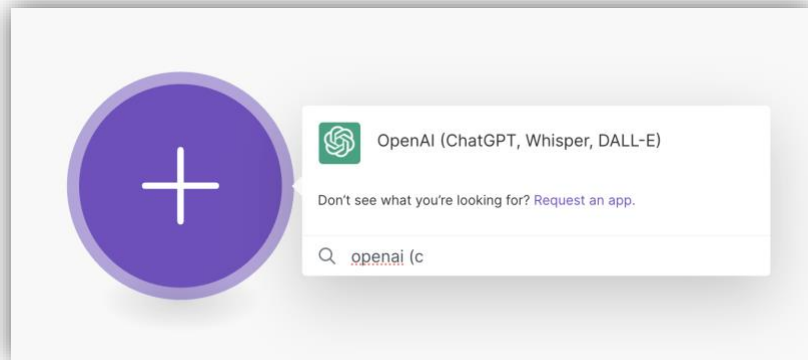 OpenAI (ChatGPT, Whisper, DALL-E)
Don't see what you're looking for? Request an app.
openai (c